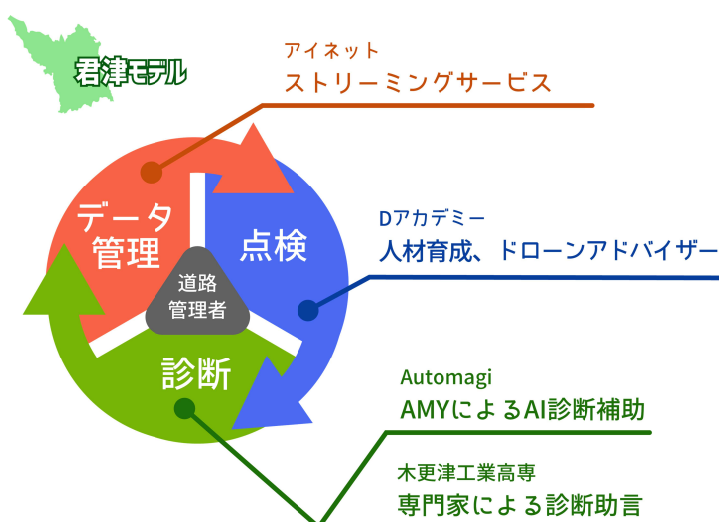 君津モデル
アイネット
ストリーミングサービス
データ
管理
点検
道路
管理者
診断
Dアカデミー
人材育成、ドローンアドバイザー
Automagi
AMYによるAI診断補助
木更津工業高専
専門家による診断助言